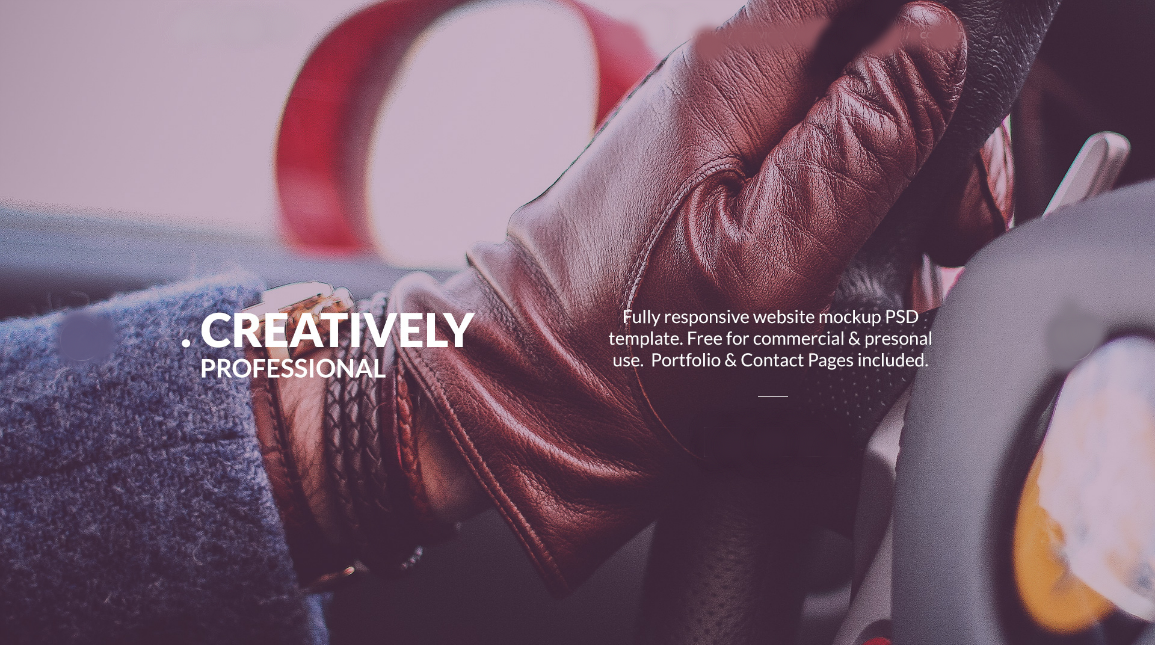 . CREATIVELY
PROFESSIONAL
Fully responsive website mockup PSD
template. Free for commercial & presonal
use. Portfolio & Contact Pages included.